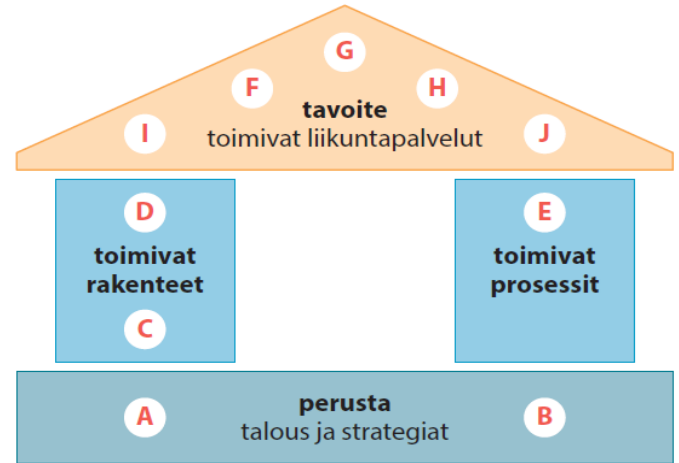 G
F
H
tavoite
I
toimivat liikuntapalvelut
J
D
toimivat
rakenteet
C
E
toimivat
prosessit
A
perusta
talous ja strategiat
B